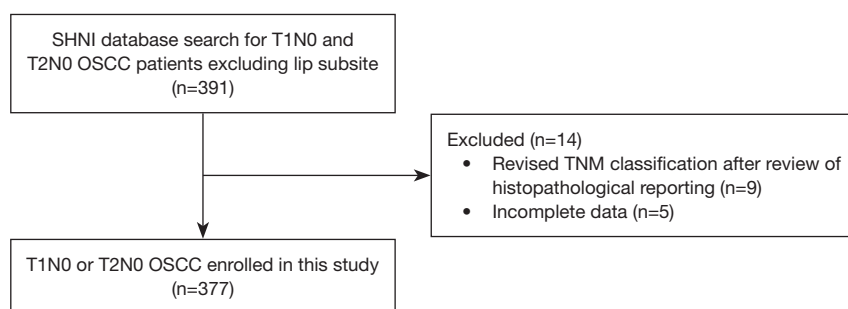 SHNI database search for T1N0 and
T2N0 OSCC patients excluding lip subsite
(n=391)
Excluded (n=14)
• Revised TNM classification after review of
histopathological reporting (n=9)
• Incomplete data (n=5)
T1N0 or T2N0 OSCC enrolled in this study
(n=377)